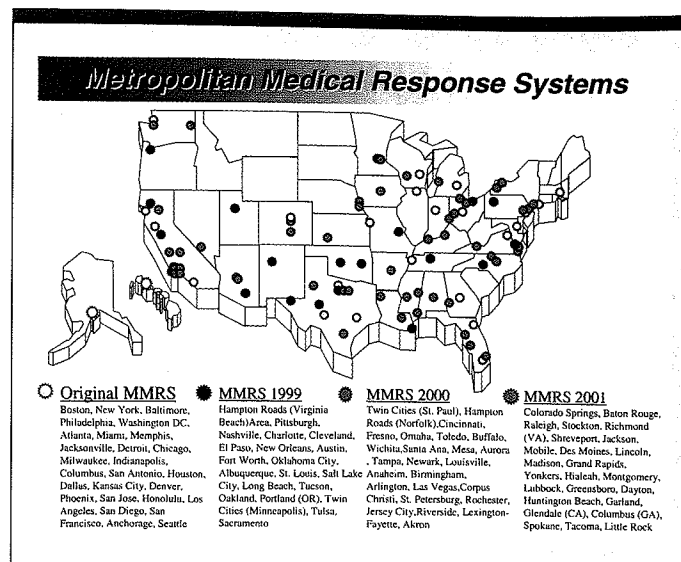 Metropolitan Medical Response Systems
Original MMRS
Boston, New York, Baltimore,
Philadelphia, Washington DC,
Atlanta, Miami, Memphis,
Jacksonville, Detroit, Chicago,
Milwaukee, Indianapolis,
Columbus, San Antonio, Houston,
Dallas, Kansas City, Denver,
Phoenix, San Jose, Honolulu, Los
Angeles, San Diego, San
Francisco, Anchorage, Seattle
MMRS 1999
Hampton Roads (Virginia
Beach)Area, Pittsburgh,
Nashville, Charlotte, Cleveland,
El Paso, New Orleans, Austin,
Fort Worth, Oklahoma City,
Albuquerque, St. Louis, Salt Lake
City, Long Beach, Tucson,
Oakland, Portland (OR), Twin
Cities (Minneapolis), Tulsa,
Sacramento
MMRS 2000
Twin Cities (St. Paul), Hampton
Roads (Norfolk),Cincinnati,
Fresno, Omaha, Toledo, Buffalo,
Wichita,Santa Ana, Mesa, Aurora
, Tampa, Newark, Louisville,
Anaheim, Birmingham,
Arlington, Las Vegas,Corpus
Christi, St. Petersburg, Rochester,
Jersey City,Riverside, Lexington-
Fayette, Akron
MMRS 2001
Colorado Springs, Baton Rouge,
Raleigh, Stockton, Richmond
(VA), Shreveport, Jackson,
Mobile, Des Moines, Lincoln,
Madison, Grand Rapids,
Yonkers, Hialeah, Montgomery,
Lubbock, Greensboro, Dayton,
Huntington Beach, Garland,
Glendale (CA), Columbus (GA),
Spokane, Tacoma, Little Rock